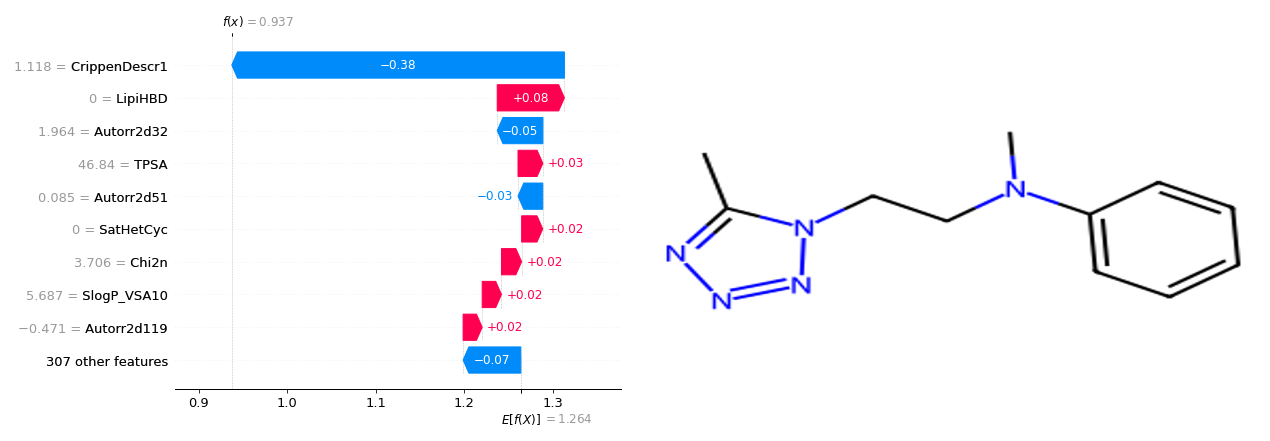 f(x) = 0.937
1.118 = CrippenDescr1
−0.38
0 = LipiHBD
+0.08
1.964 = Autorr2d32
−0.05
46.84 = TPSA
+0.03
0.085 = Autorr2d51
−0.03
0 = SatHetCyc
+0.02
3.706 = Chi2n
+0.02
5.687 = SlogP_VSA10
+0.02
−0.471 = Autorr2d119
+0.02
307 other features
−0.07
0.9 1.0 1.1 1.2 1.3
E[f(X)] = 1.264
N
N
N
N
N